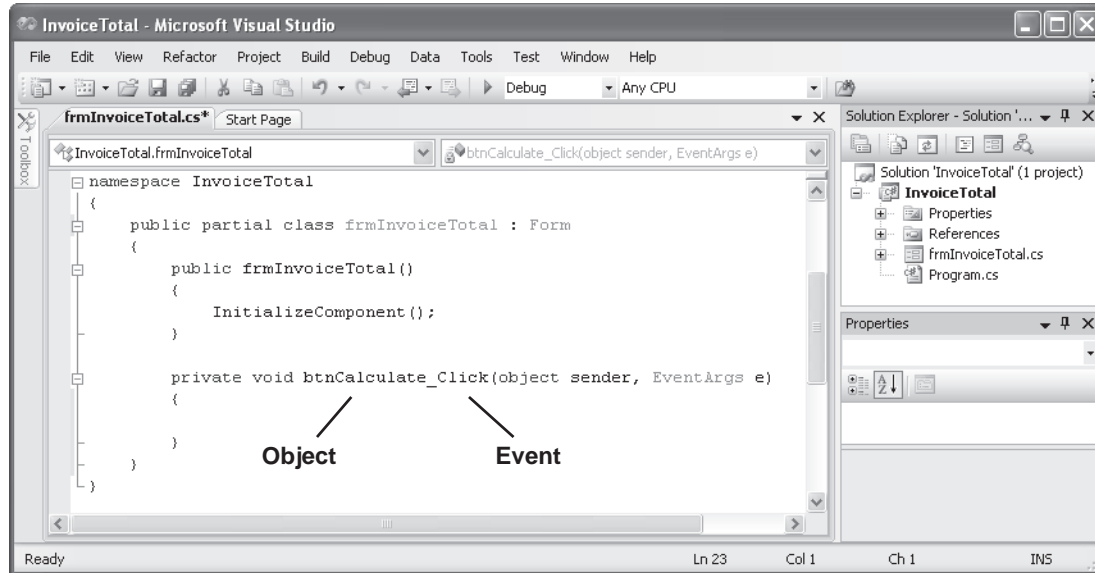 InvoiceTotal - Microsoft Visual Studio
File Edit View Refactor Project Build Debug Data Tools Test Window Help
Debug Any CPU
Toolbox
frmInvoiceTotal.cs* Start Page
InvoiceTotal.frmInvoiceTotal btnCalculate_Click(object sender, EventArgs e)
namespace InvoiceTotal
{
public partial class frmInvoiceTotal : Form
{
public frmInvoiceTotal()
{
InitializeComponent();
}
private void btnCalculate_Click(object sender, EventArgs e)
{
Object Event
}
}
}
Solution Explorer - Solution '...
Solution 'InvoiceTotal' (1 project)
InvoiceTotal
Properties
References
frmInvoiceTotal.cs
Program.cs
Properties
Ready Ln 23 Col 1 Ch 1 INS